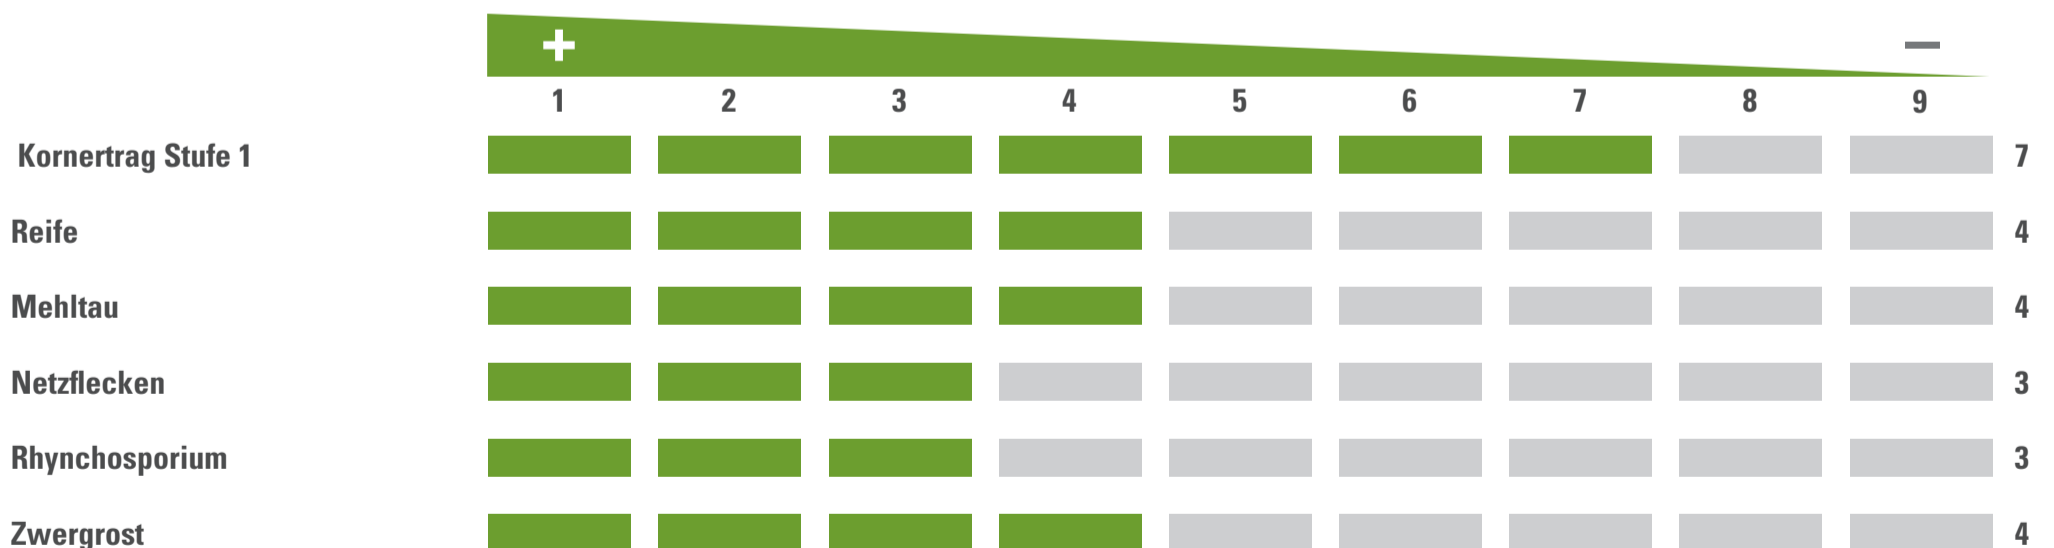 + –
1 2 3 4 5 6 7 8 9
Kornertrag Stufe 1 7
Reife 4
Mehltau 4
Netzflecken 3
Rhynchosporium 3
Zwergrost 4